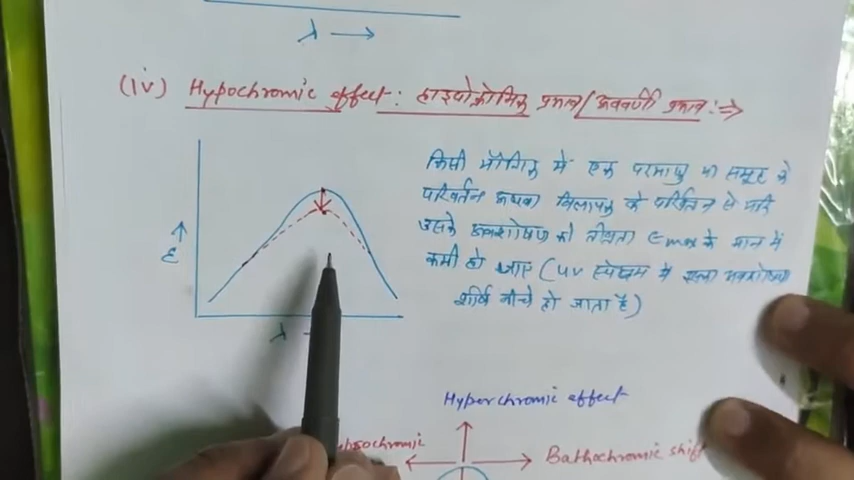 λ →
(iv) Hypochromic effect: हाइपोक्रोमिक प्रभाव/अववर्णी प्रभाव :⇒
किसी यौगिक में एक परमाणु या समूह के
परिवर्तन अथवा विलायक के परिवर्तन से यदि
उसके अवशोषण की तीव्रता εmax के मान में
कमी हो जाए (UV स्पेक्ट्रम में अवशोषण
शीर्ष नीचे हो जाता है)
ε
λ
Hyperchromic effect
Bathochromic shift